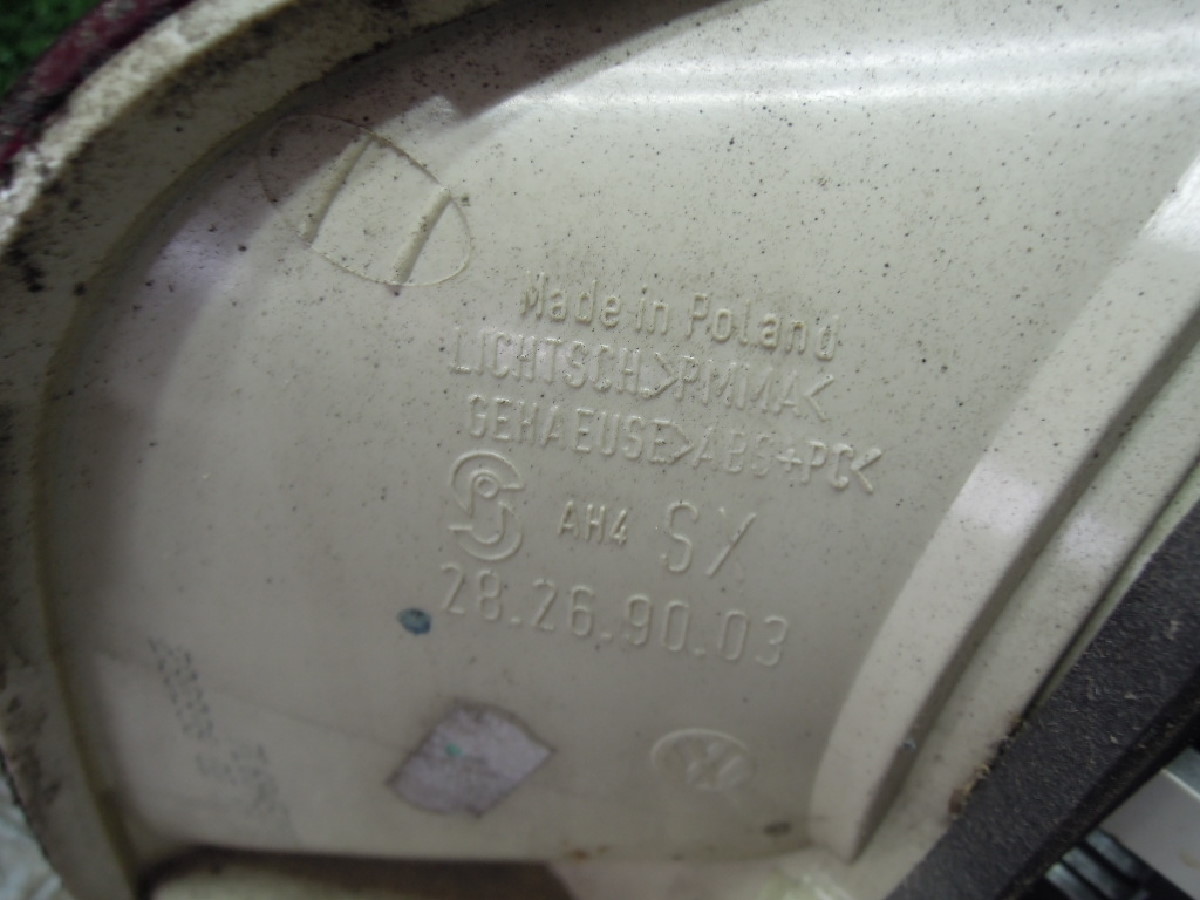 Made in Poland
LICHTSCH.>PMMA<
GEHAEUSE>ABS+PC<
AH4 SX
28.26.90.03